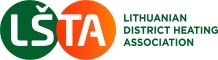 LŠTA
LITHUANIAN
DISTRICT HEATING
ASSOCIATION